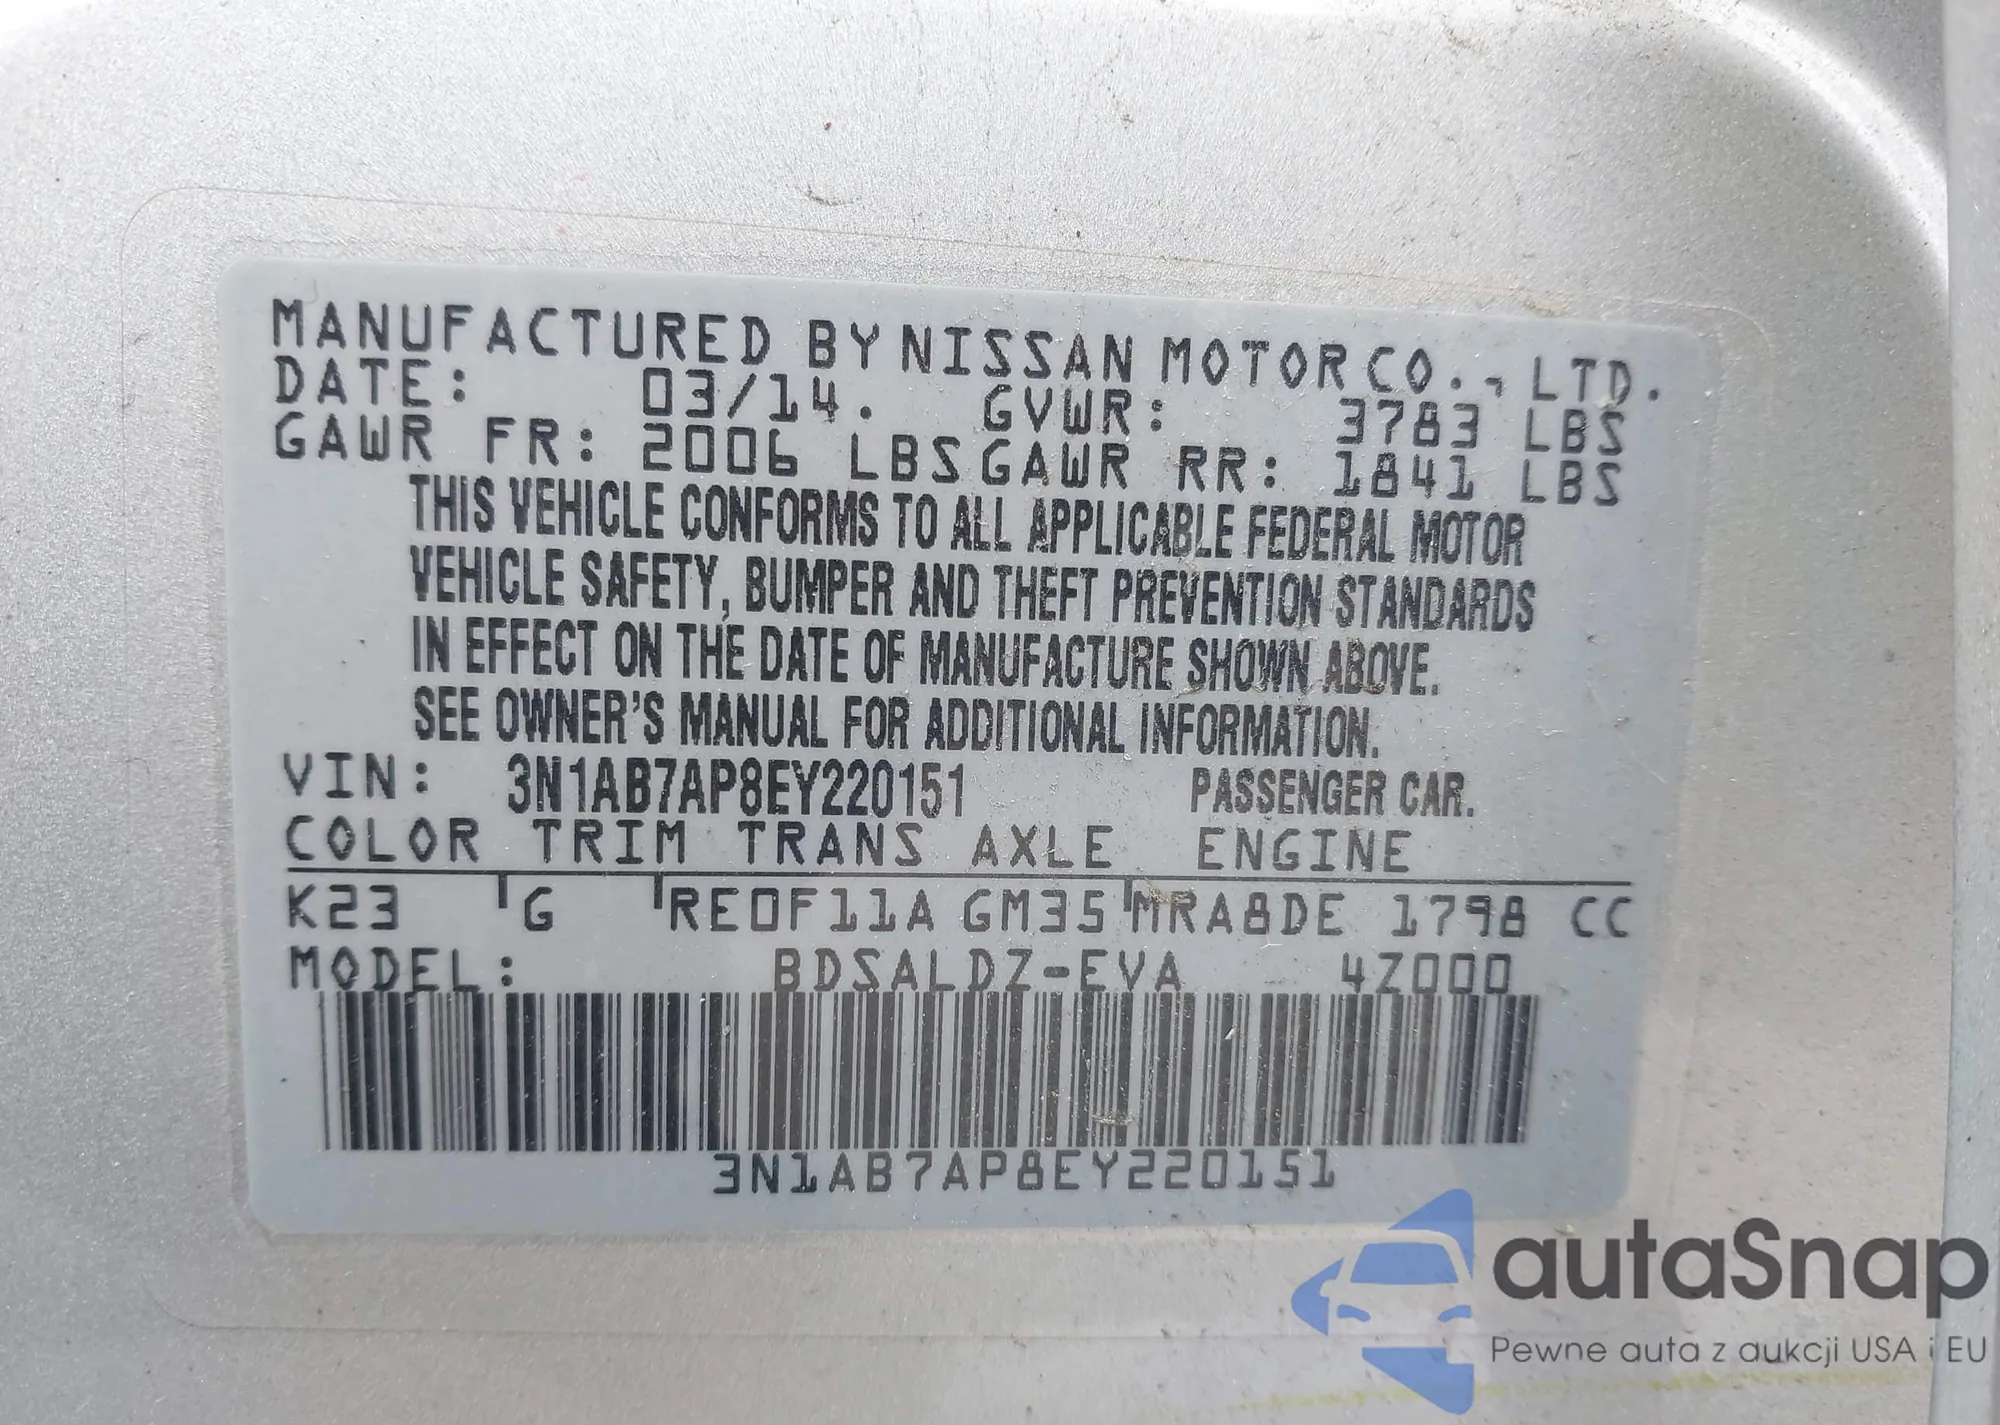 MANUFACTURED BY NISSAN MOTOR CO., LTD.
DATE: 03/14. GVWR: 3783 LBS
GAWR FR: 2006 LBS GAWR RR: 1841 LBS
THIS VEHICLE CONFORMS TO ALL APPLICABLE FEDERAL MOTOR
VEHICLE SAFETY, BUMPER AND THEFT PREVENTION STANDARDS
IN EFFECT ON THE DATE OF MANUFACTURE SHOWN ABOVE.
SEE OWNER'S MANUAL FOR ADDITIONAL INFORMATION.
VIN: 3N1AB7AP8EY220151 PASSENGER CAR.
COLOR TRIM TRANS AXLE ENGINE
K23 G RE0F11A GM35 MRA8DE 1798 CC
MODEL: BDSALDZ-EVA 4Z000
3N1AB7AP8EY220151
autaSnap
Pewne auta z aukcji USA i EU